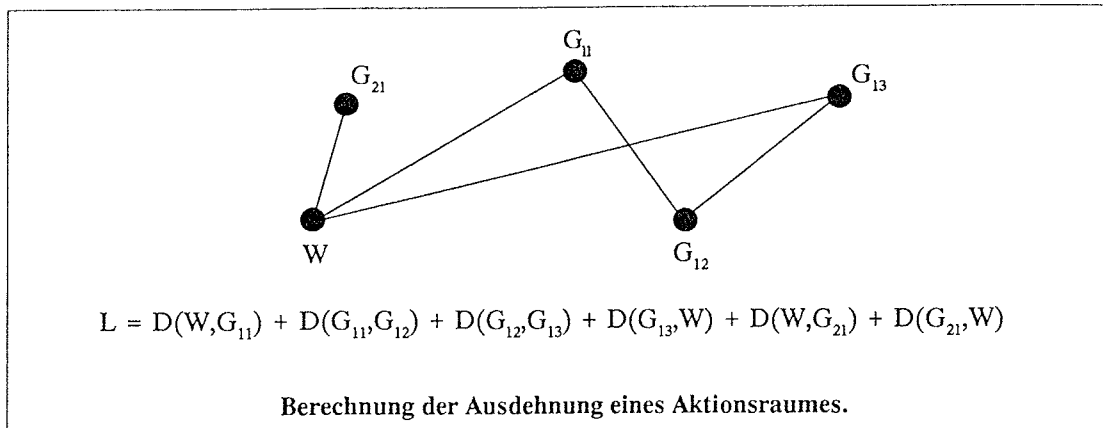 G₁₁
G₂₁
G₁₃
W
G₁₂
L = D(W,G₁₁) + D(G₁₁,G₁₂) + D(G₁₂,G₁₃) + D(G₁₃,W) + D(W,G₂₁) + D(G₂₁,W)
Berechnung der Ausdehnung eines Aktionsraumes.